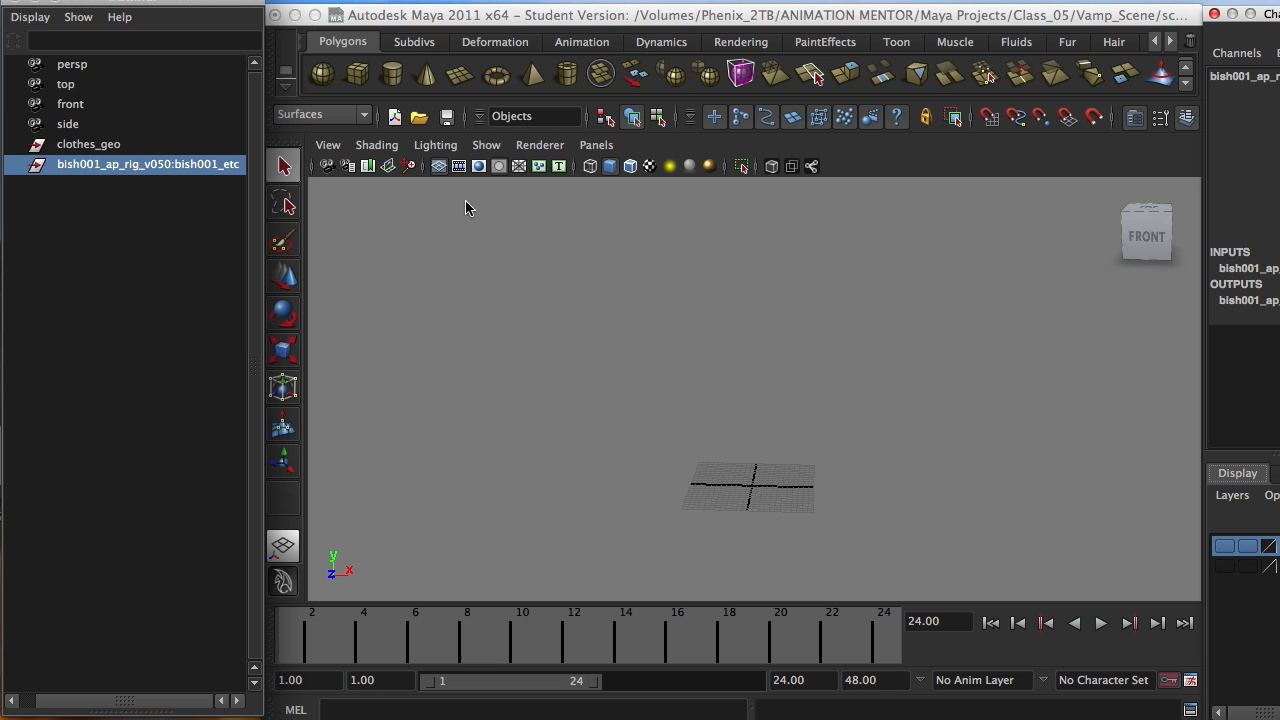 Display Show Help
persp
top
front
side
clothes_geo
bish001_ap_rig_v050:bish001_etc
Autodesk Maya 2011 x64 – Student Version: /Volumes/Phenix_2TB/ANIMATION MENTOR/Maya Projects/Class_05/Vamp_Scene/sc...
Polygons Subdivs Deformation Animation Dynamics Rendering PaintEffects Toon Muscle Fluids Fur Hair
Surfaces Objects
View Shading Lighting Show Renderer Panels
FRONT
y
z x
2 4 6 8 10 12 14 16 18 20 22 24
24.00
1.00 1.00 1 24 24.00 48.00 No Anim Layer No Character Set
MEL
Channels
INPUTS
OUTPUTS
Display
Layers